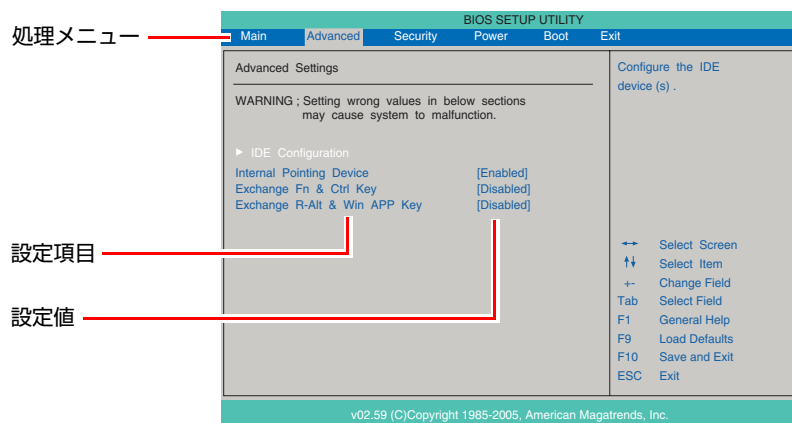 BIOS SETUP UTILITY
処理メニュー
Main Advanced Security Power Boot Exit
Advanced Settings
WARNING ; Setting wrong values in below sections
may cause system to malfunction.
▶ IDE Configuration
Internal Pointing Device [Enabled]
Exchange Fn & Ctrl Key [Disabled]
Exchange R-Alt & Win APP Key [Disabled]
設定項目
設定値
Configure the IDE
device (s) .
←→ Select Screen
↑↓ Select Item
+- Change Field
Tab Select Field
F1 General Help
F9 Load Defaults
F10 Save and Exit
ESC Exit
v02.59 (C)Copyright 1985-2005, American Magatrends, Inc.